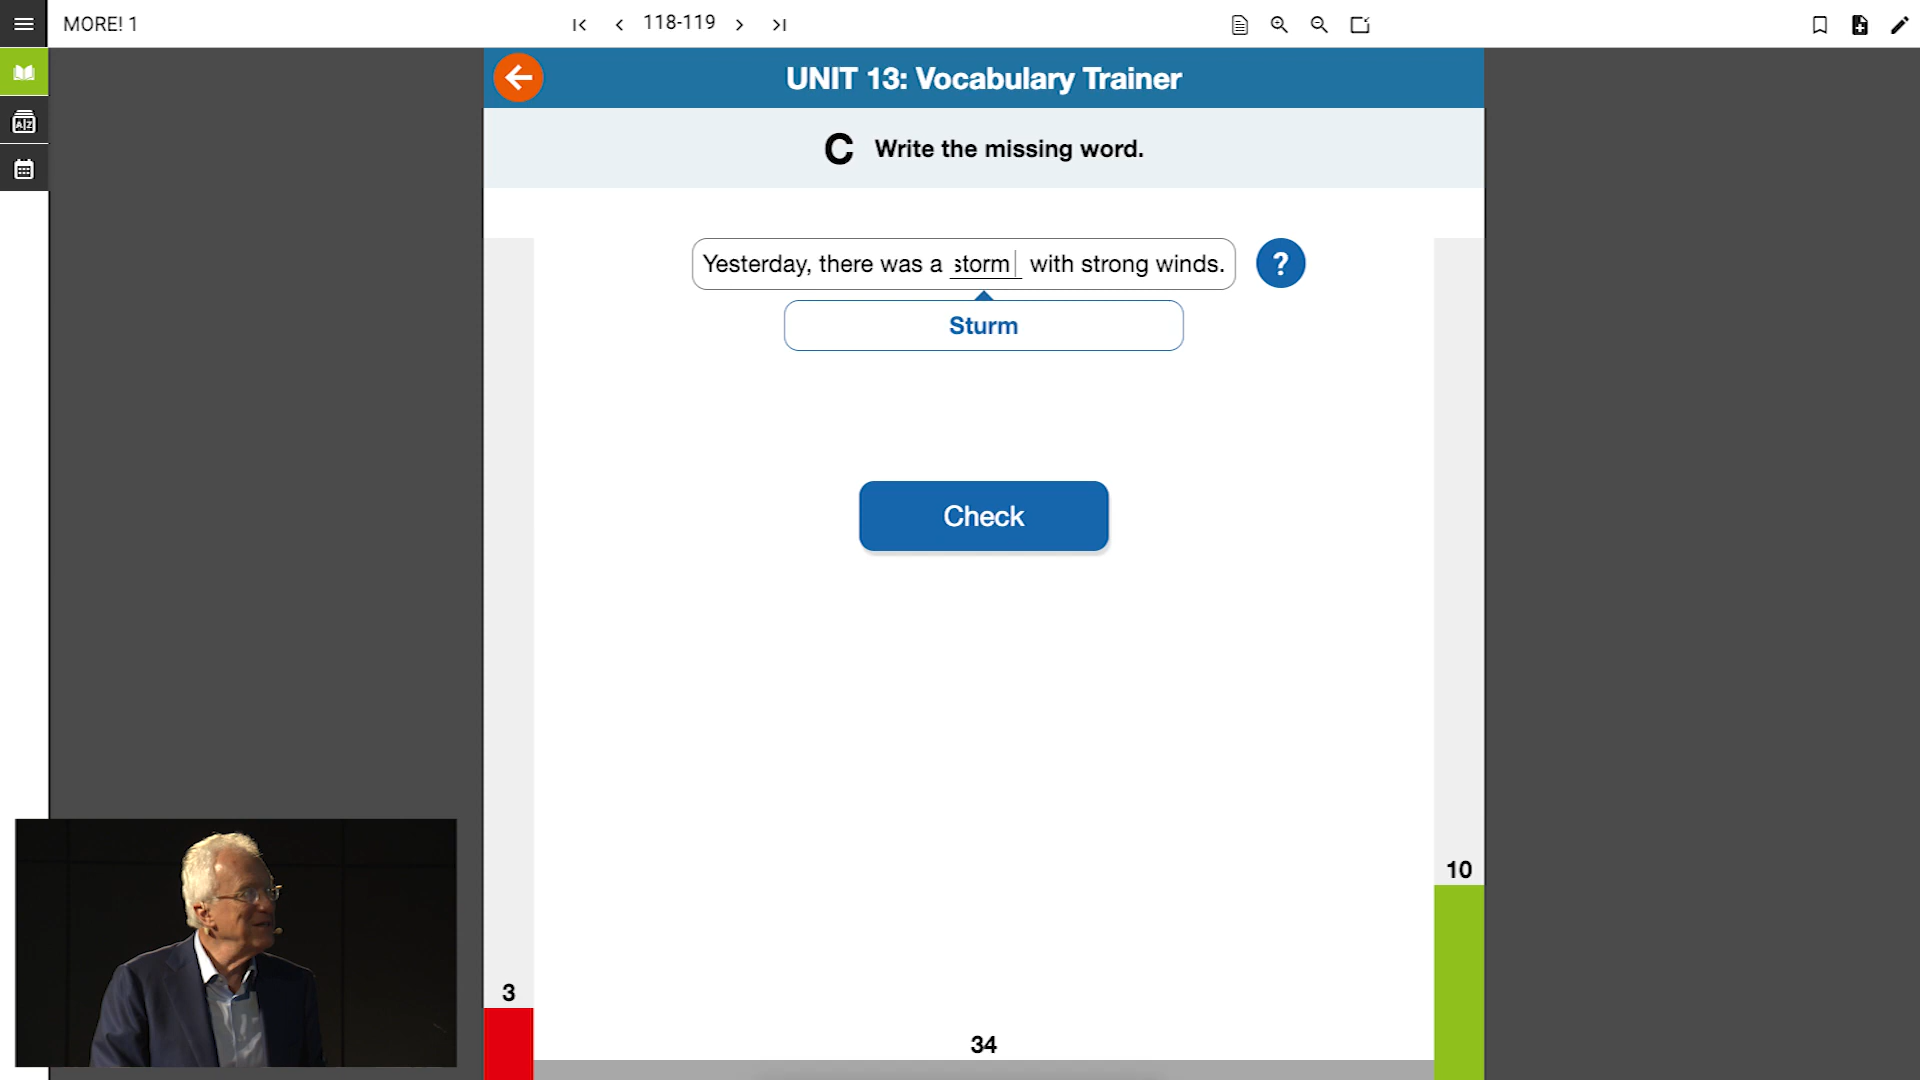 MORE! 1
118-119
UNIT 13: Vocabulary Trainer
C Write the missing word.
Yesterday, there was a storm with strong winds.
?
Sturm
Check
10
3
34